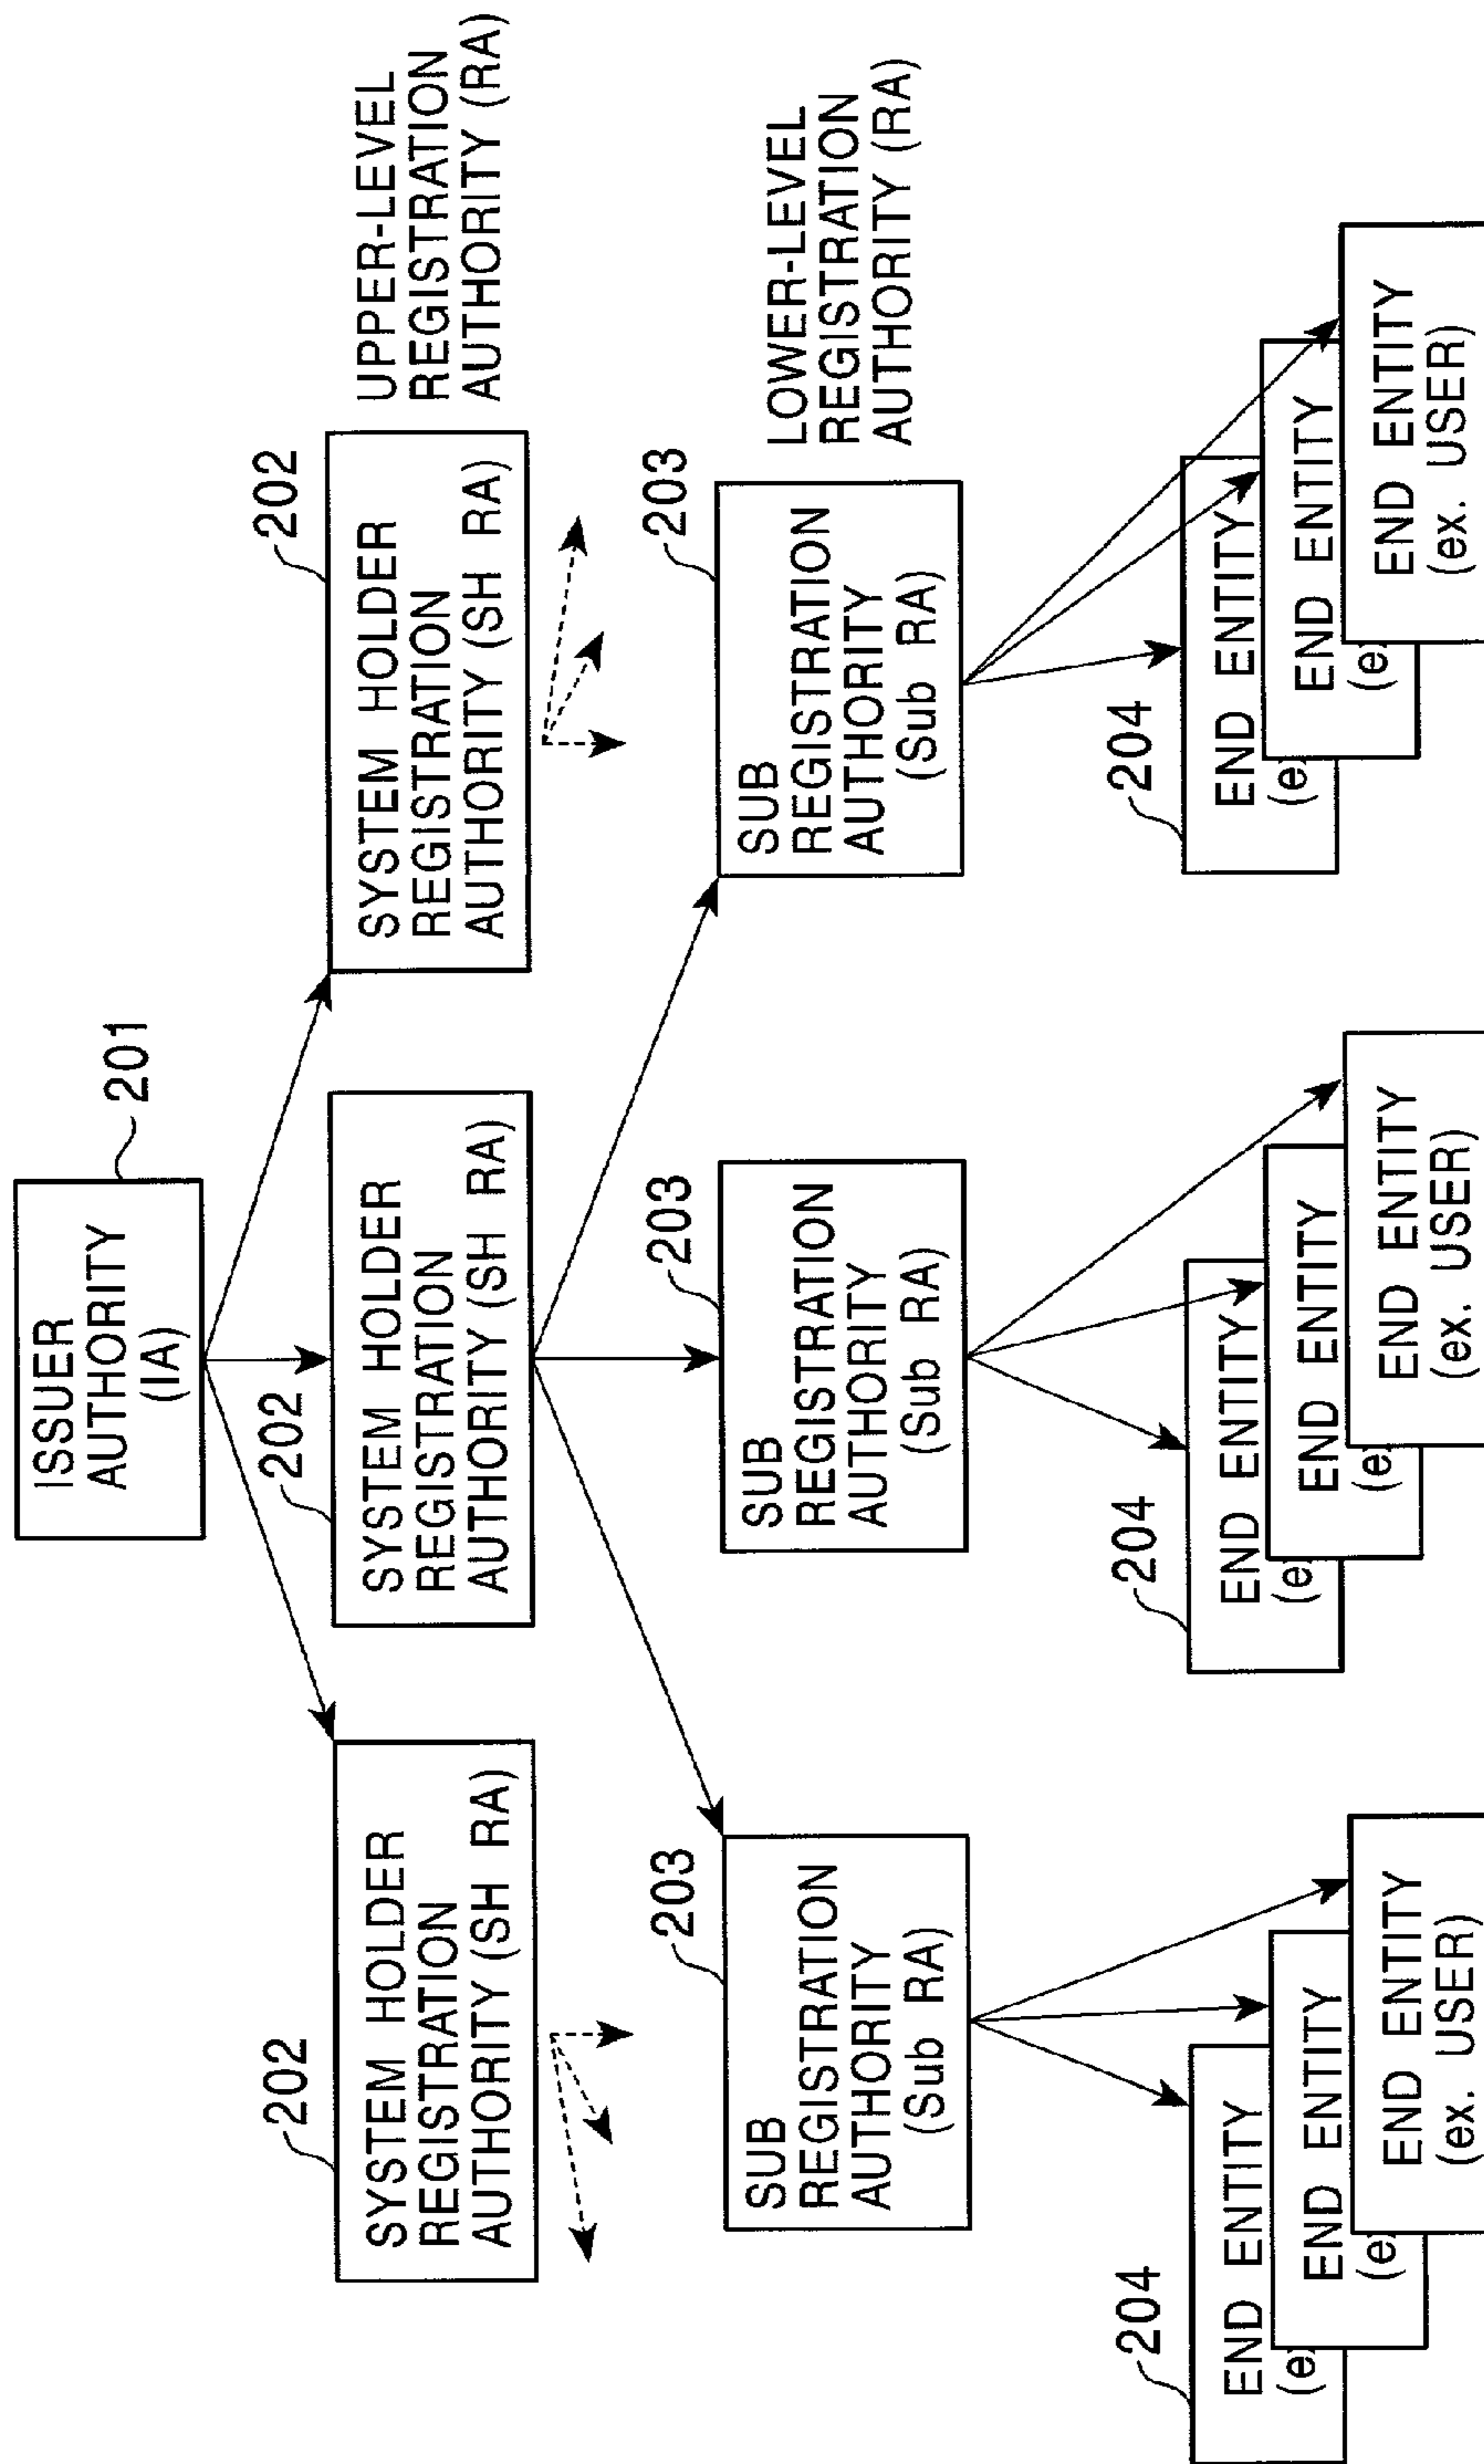 ISSUER
AUTHORITY
(IA)
201
202
SYSTEM HOLDER
REGISTRATION
AUTHORITY (SH RA)
202
SYSTEM HOLDER
REGISTRATION
AUTHORITY (SH RA)
202
SYSTEM HOLDER
REGISTRATION
AUTHORITY (SH RA)
UPPER-LEVEL
REGISTRATION
AUTHORITY (RA)
203
SUB
REGISTRATION
AUTHORITY
(Sub RA)
203
SUB
REGISTRATION
AUTHORITY
(Sub RA)
203
SUB
REGISTRATION
AUTHORITY
(Sub RA)
LOWER-LEVEL
REGISTRATION
AUTHORITY (RA)
204
END ENTITY
(e
END ENTITY
(e
END ENTITY
(ex. USER)
204
END ENTITY
(e
END ENTITY
(e
END ENTITY
(ex. USER)
204
END ENTITY
(e
END ENTITY
(e
END ENTITY
(ex. USER)